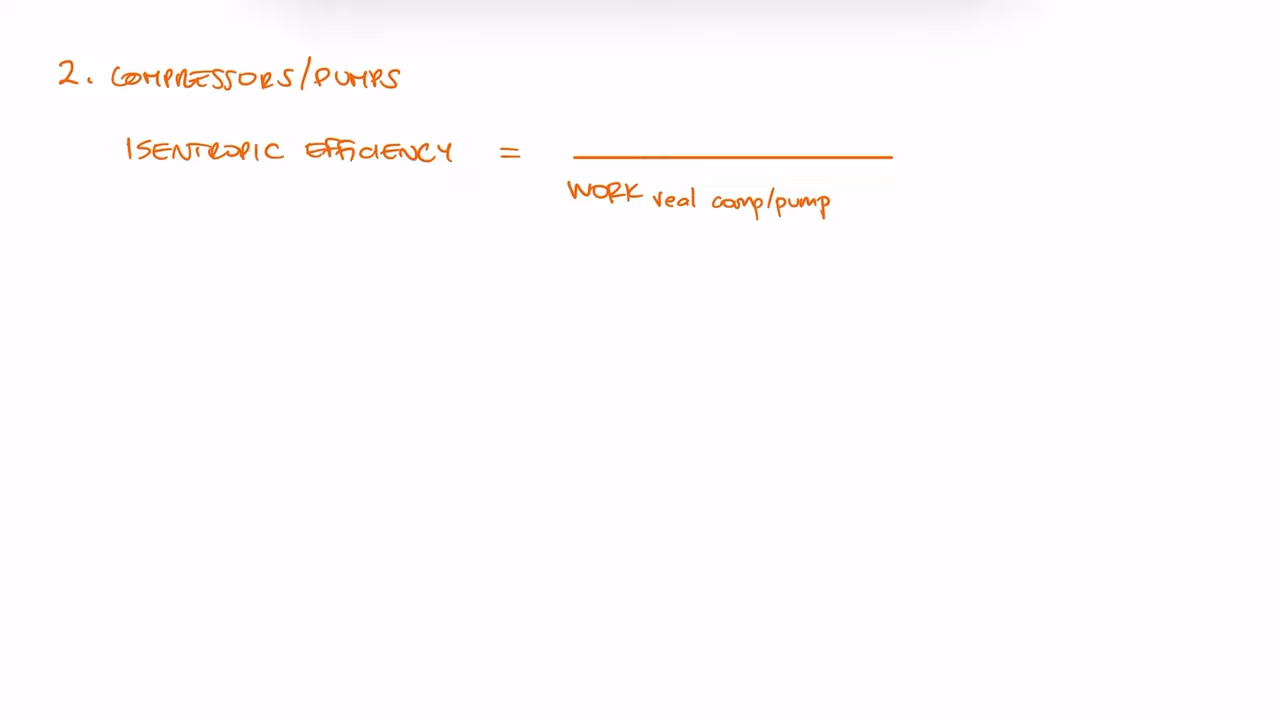 2. COMPRESSORS/PUMPS
ISENTROPIC EFFICIENCY =
WORK real comp/pump